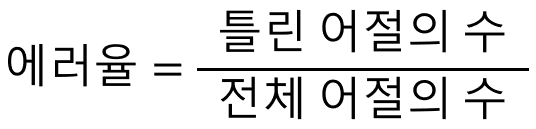 에러율 = 틀린 어절의 수
전체 어절의 수